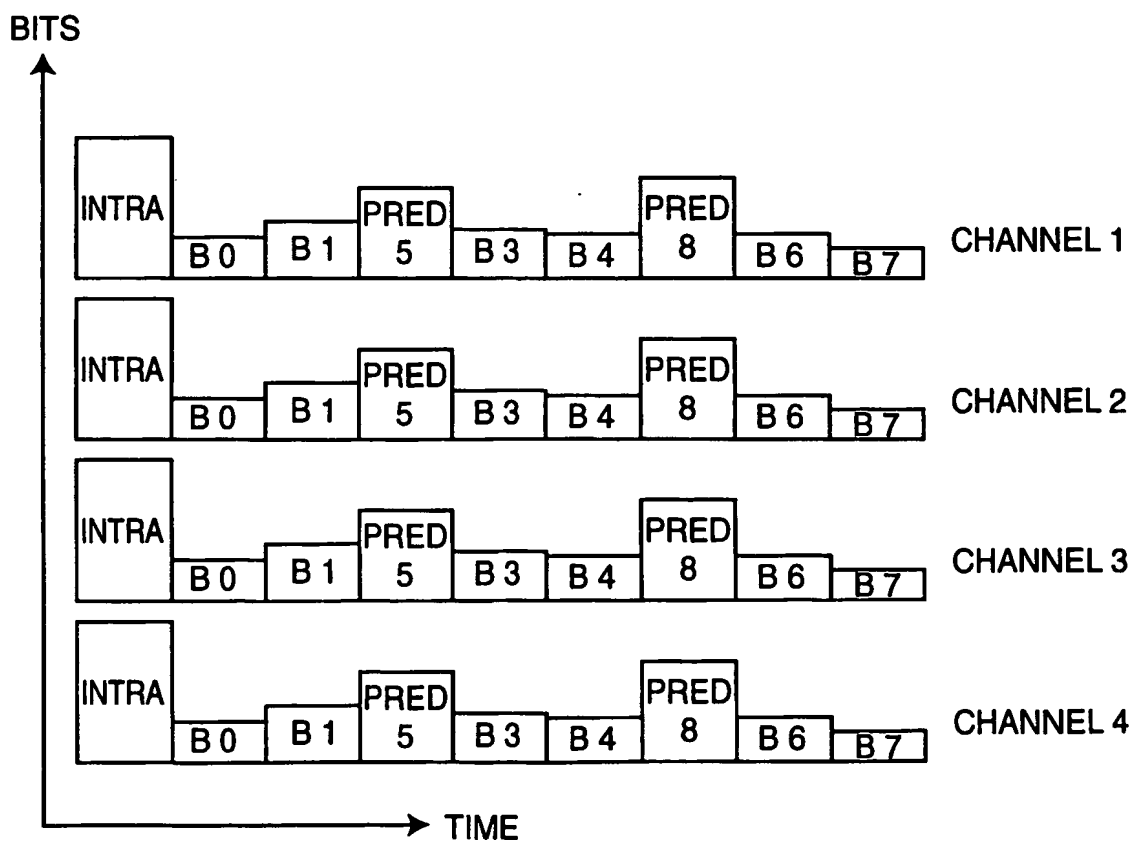 BITS
INTRA B 0 B 1 PRED 5 B 3 B 4 PRED 8 B 6 B 7 CHANNEL 1
INTRA B 0 B 1 PRED 5 B 3 B 4 PRED 8 B 6 B 7 CHANNEL 2
INTRA B 0 B 1 PRED 5 B 3 B 4 PRED 8 B 6 B 7 CHANNEL 3
INTRA B 0 B 1 PRED 5 B 3 B 4 PRED 8 B 6 B 7 CHANNEL 4
TIME